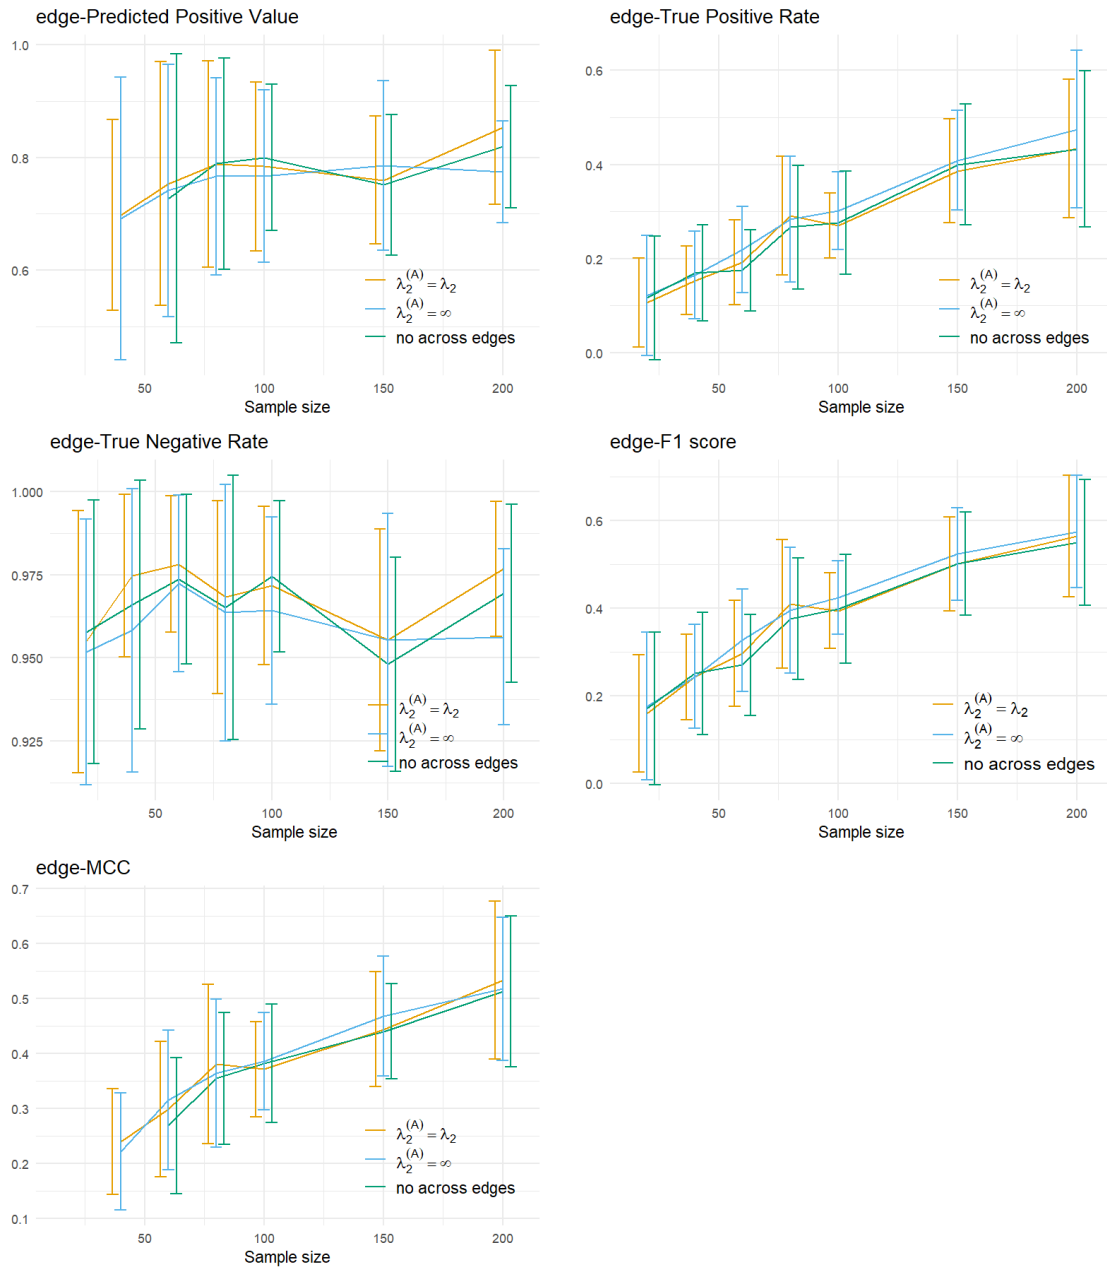 edge-Predicted Positive Value
1.0
0.8
0.6
λ₂⁽ᴬ⁾ = λ₂
λ₂⁽ᴬ⁾ = ∞
no across edges
50 100 150 200
Sample size
edge-True Positive Rate
0.6
0.4
0.2
0.0
λ₂⁽ᴬ⁾ = λ₂
λ₂⁽ᴬ⁾ = ∞
no across edges
50 100 150 200
Sample size
edge-True Negative Rate
1.000
0.975
0.950
0.925
λ₂⁽ᴬ⁾ = λ₂
λ₂⁽ᴬ⁾ = ∞
no across edges
50 100 150 200
Sample size
edge-F1 score
0.6
0.4
0.2
0.0
λ₂⁽ᴬ⁾ = λ₂
λ₂⁽ᴬ⁾ = ∞
no across edges
50 100 150 200
Sample size
edge-MCC
0.7
0.6
0.5
0.4
0.3
0.2
0.1
λ₂⁽ᴬ⁾ = λ₂
λ₂⁽ᴬ⁾ = ∞
no across edges
50 100 150 200
Sample size